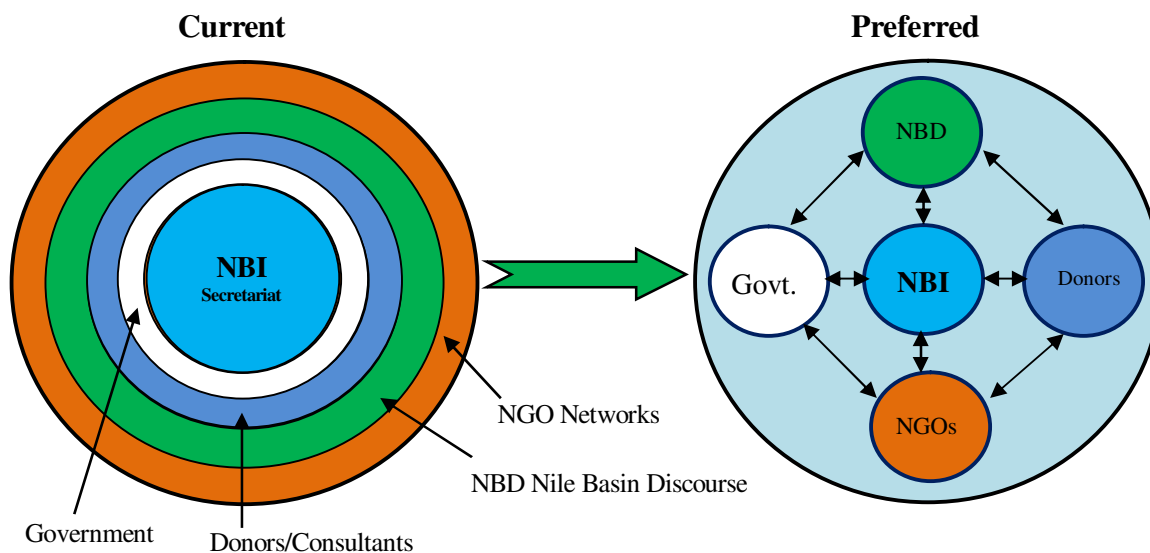 Current
Preferred
NBD
NBI
Secretariat
Govt.
NBI
Donors
NGO Networks
NGOs
NBD Nile Basin Discourse
Government
Donors/Consultants